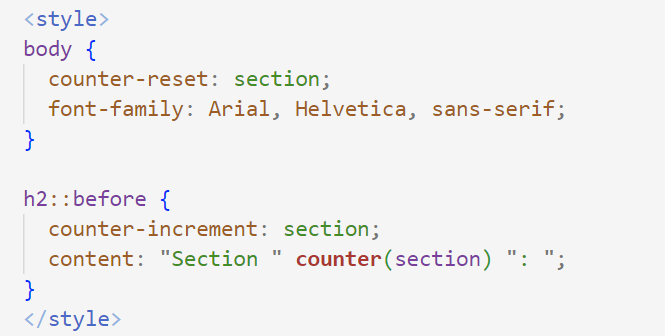 <style>
body {
  counter-reset: section;
  font-family: Arial, Helvetica, sans-serif;
}

h2::before {
  counter-increment: section;
  content: "Section " counter(section) ": ";
}
</style>